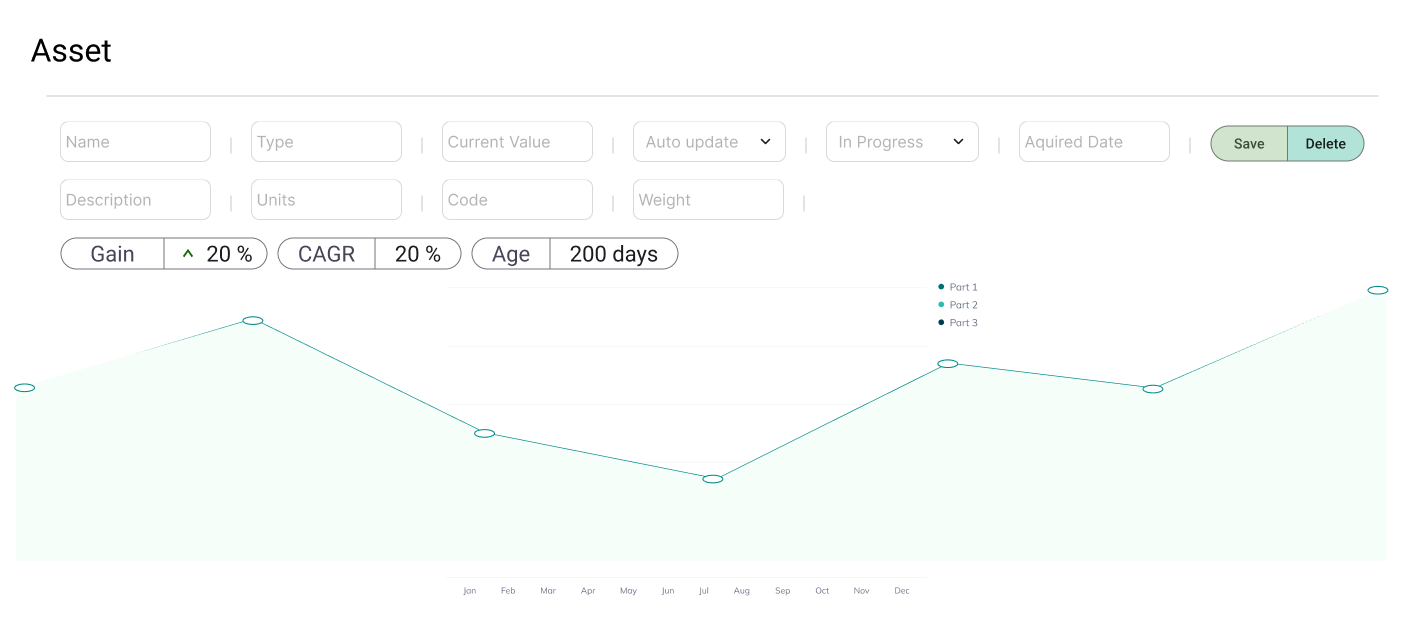 Asset
Name | Type | Current Value | Auto update | In Progress | Aquired Date | Save Delete
Description | Units | Code | Weight |
Gain ^ 20 % CAGR 20 % Age 200 days
Part 1
Part 2
Part 3
Jan Feb Mar Apr May Jun Jul Aug Sep Oct Nov Dec